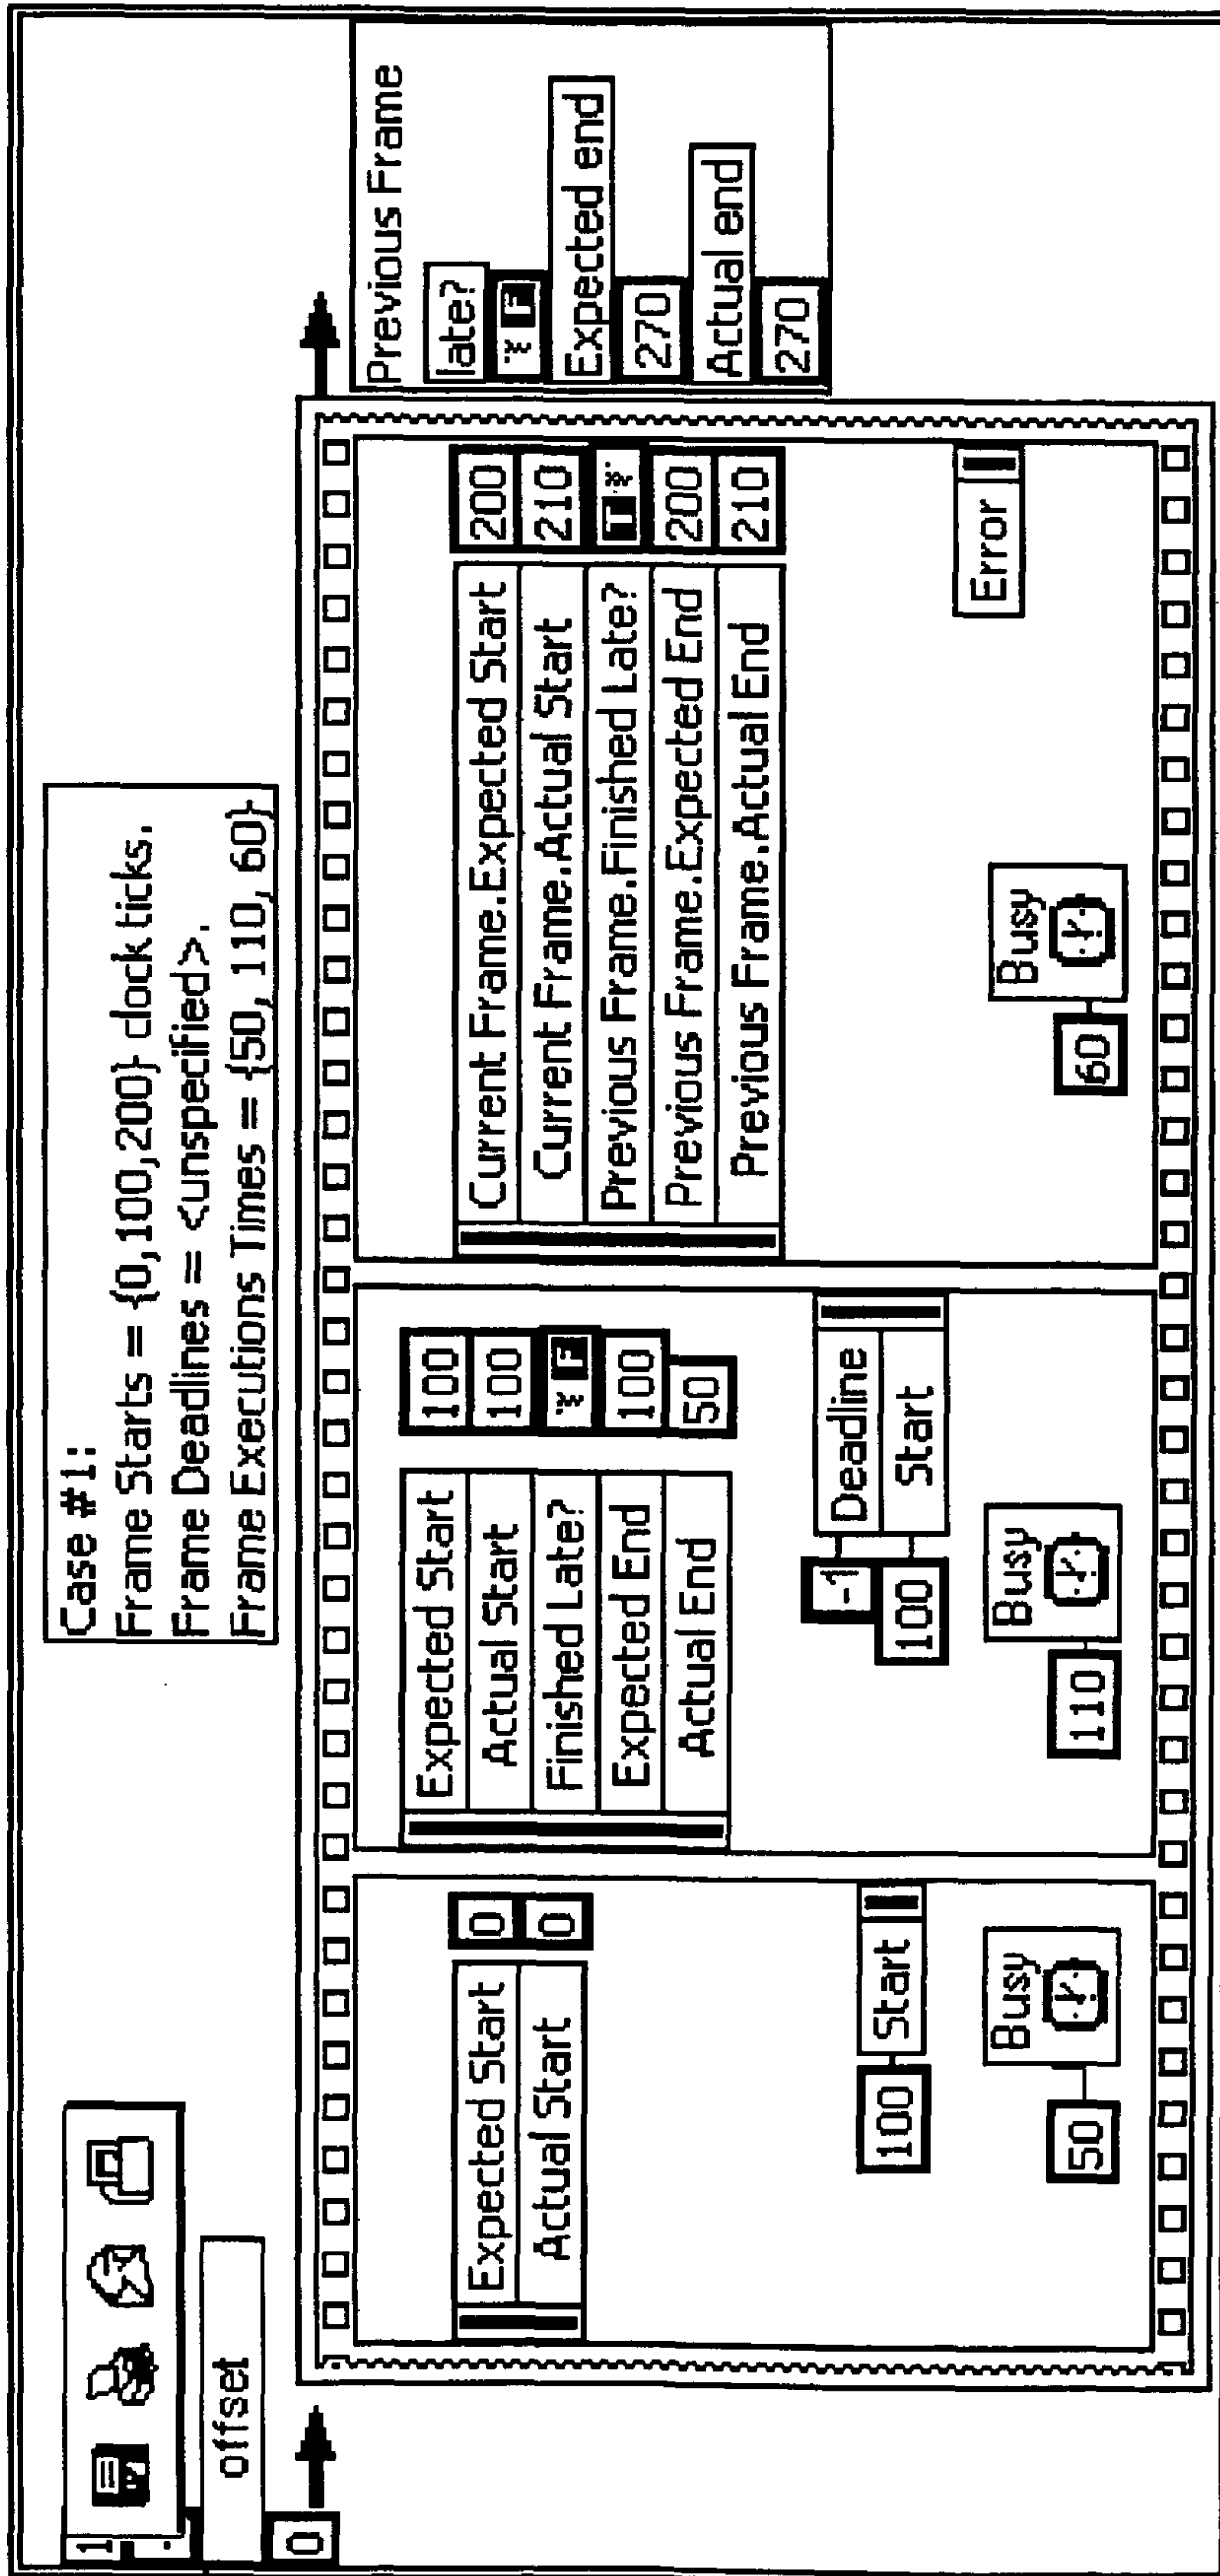 1
offset
0
Case #1:
Frame Starts = {0,100,200} clock ticks.
Frame Deadlines = <unspecified>.
Frame Executions Times = {50, 110, 60}
Expected Start 0
Actual Start 0
100 Start
Busy
50
Expected Start 100
Actual Start 100
Finished Late? F
Expected End 100
Actual End 50
-1 Deadline
100 Start
Busy
110
Current Frame.Expected Start 200
Current Frame.Actual Start 210
Previous Frame.Finished Late? T
Previous Frame.Expected End 200
Previous Frame.Actual End 210
Error
Busy
60
Previous Frame
late?
F
Expected end
270
Actual end
270